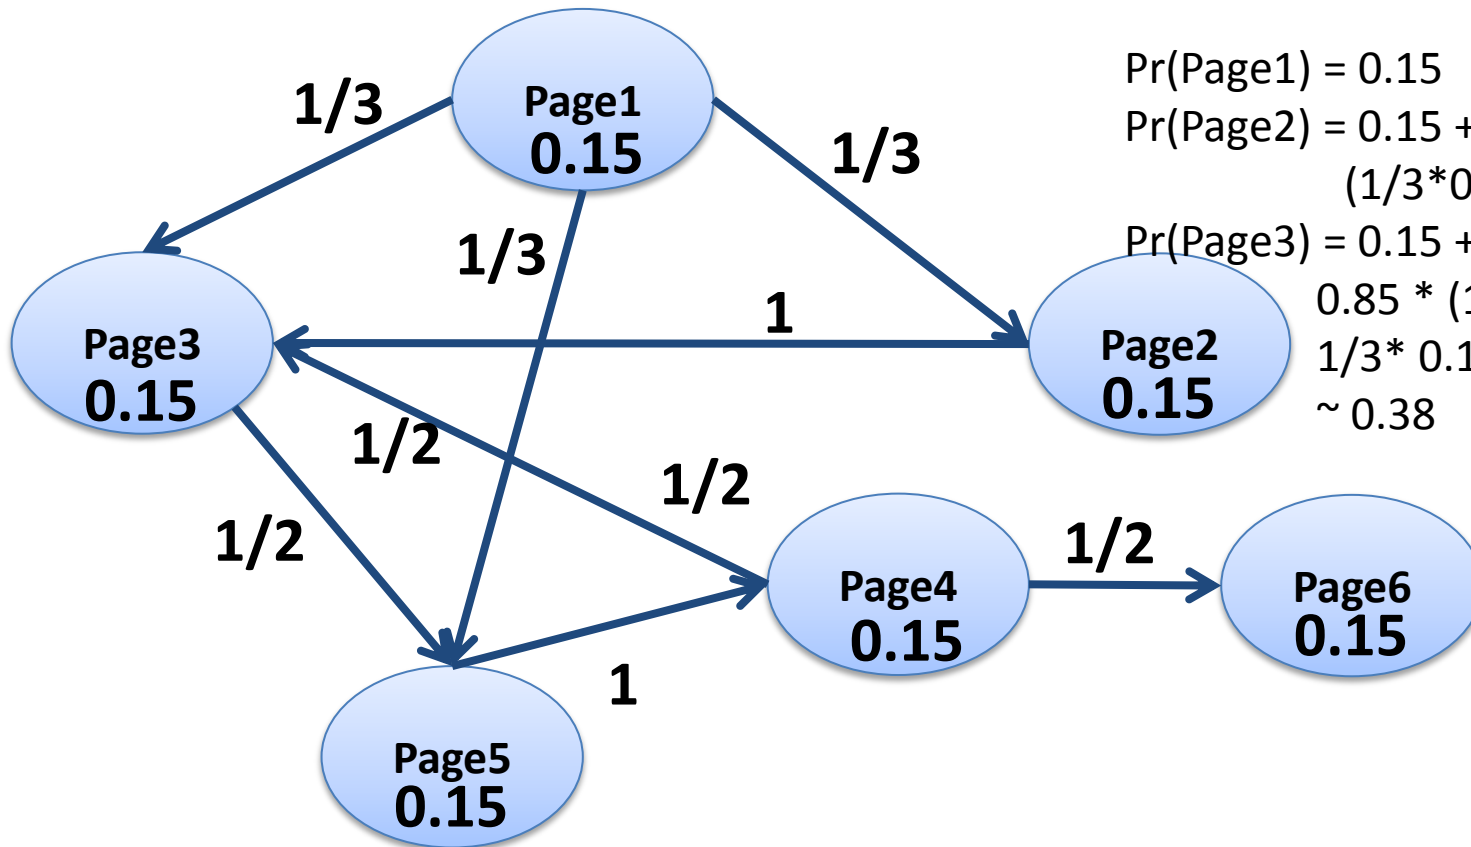 Page1
0.15
1/3
1/3
1/3
Pr(Page1) = 0.15
Pr(Page2) = 0.15 +
(1/3*0
Pr(Page3) = 0.15 +
0.85 * (1
1/3* 0.1
~ 0.38
1
Page3
0.15
Page2
0.15
1/2
1/2
1/2
1/2
Page4
0.15
Page6
0.15
1
Page5
0.15